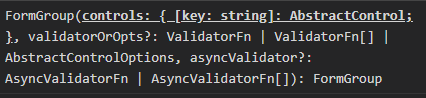 FormGroup(controls: { [key: string]: AbstractControl;
}, validatorOrOpts?: ValidatorFn | ValidatorFn[] |
AbstractControlOptions, asyncValidator?:
AsyncValidatorFn | AsyncValidatorFn[]): FormGroup